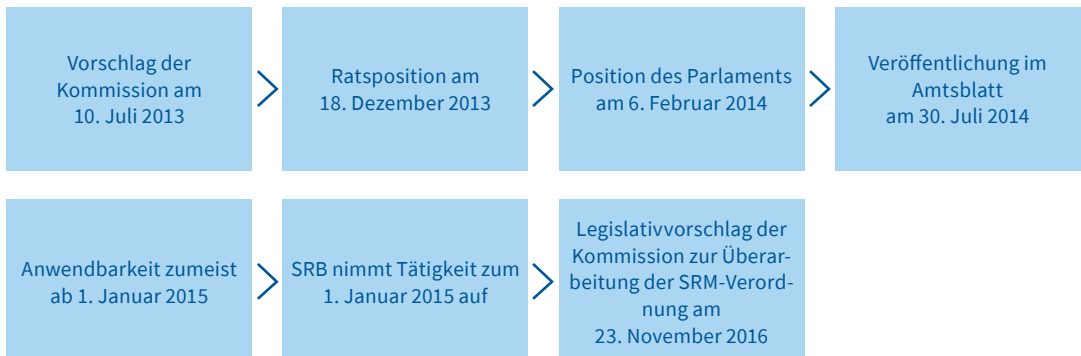 Vorschlag der
Kommission am
10. Juli 2013
Ratsposition am
18. Dezember 2013
Position des Parlaments
am 6. Februar 2014
Veröffentlichung im
Amtsblatt
am 30. Juli 2014
Anwendbarkeit zumeist
ab 1. Januar 2015
SRB nimmt Tätigkeit zum
1. Januar 2015 auf
Legislativvorschlag der
Kommission zur Überar-
beitung der SRM-Verord-
nung am
23. November 2016